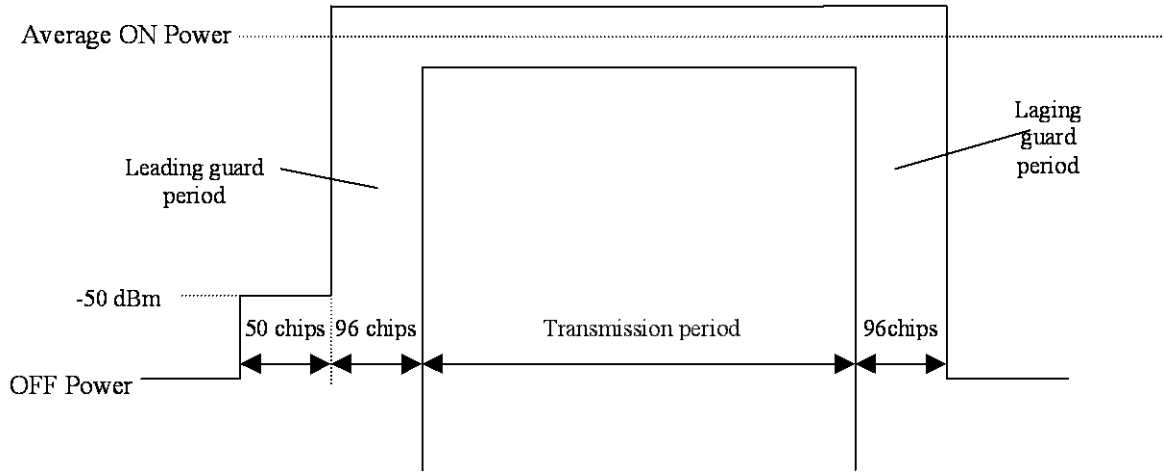 Average ON Power
Laging
guard
period
Leading guard
period
-50 dBm
50 chips
96 chips
Transmission period
96chips
OFF Power